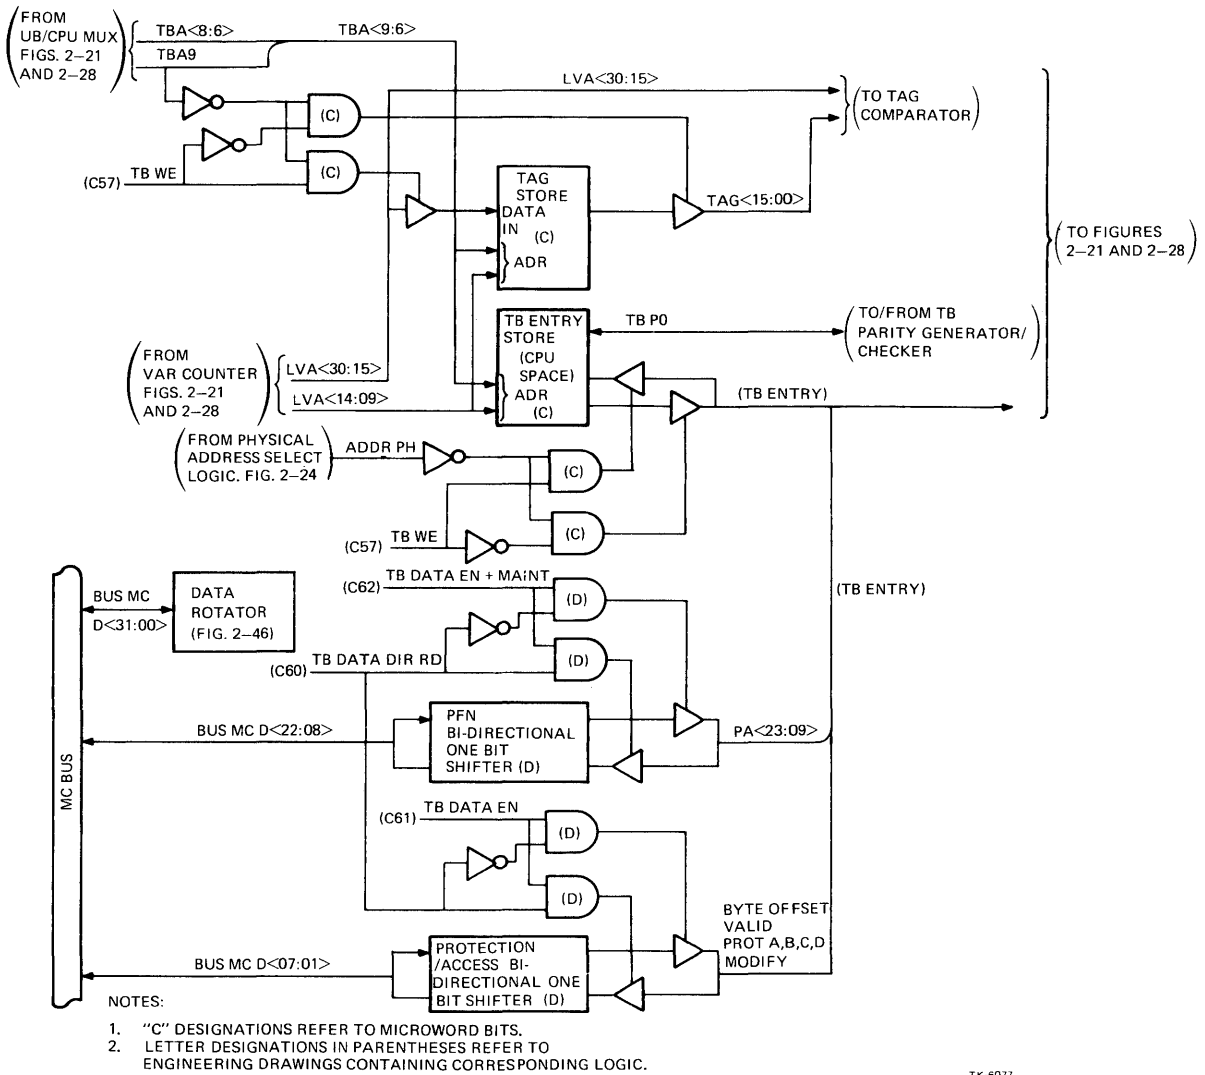 FROM
UB/CPU MUX
FIGS. 2–21
AND 2–28
TBA<8:6>
TBA9
TBA<9:6>
LVA<30:15>
TO TAG
COMPARATOR
(C)
(C)
(C57) TB WE
TAG
STORE
DATA
IN
(C)
ADR
TAG<15:00>
TO FIGURES
2–21 AND 2–28
TB ENTRY
STORE
(CPU
SPACE)
ADR
(C)
TB P0
TO/FROM TB
PARITY GENERATOR/
CHECKER
FROM
VAR COUNTER
FIGS. 2–21
AND 2–28
LVA<30:15>
LVA<14:09>
(TB ENTRY)
FROM PHYSICAL
ADDRESS SELECT
LOGIC. FIG. 2–24
ADDR PH
(C)
(C)
(C57) TB WE
(C62) TB DATA EN + MAiNT
(D)
(D)
(TB ENTRY)
BUS MC
D<31:00>
DATA
ROTATOR
(FIG. 2–46)
(C60) TB DATA DIR RD
MC BUS
BUS MC D<22:08>
PFN
BI-DIRECTIONAL
ONE BIT
SHIFTER (D)
PA<23:09>
(C61) TB DATA EN
(D)
(D)
BYTE OFFSET
VALID
PROT A,B,C,D
MODIFY
BUS MC D<07:01>
PROTECTION
/ACCESS BI-
DIRECTIONAL ONE
BIT SHIFTER (D)
NOTES:
1. "C" DESIGNATIONS REFER TO MICROWORD BITS.
2. LETTER DESIGNATIONS IN PARENTHESES REFER TO
ENGINEERING DRAWINGS CONTAINING CORRESPONDING LOGIC.